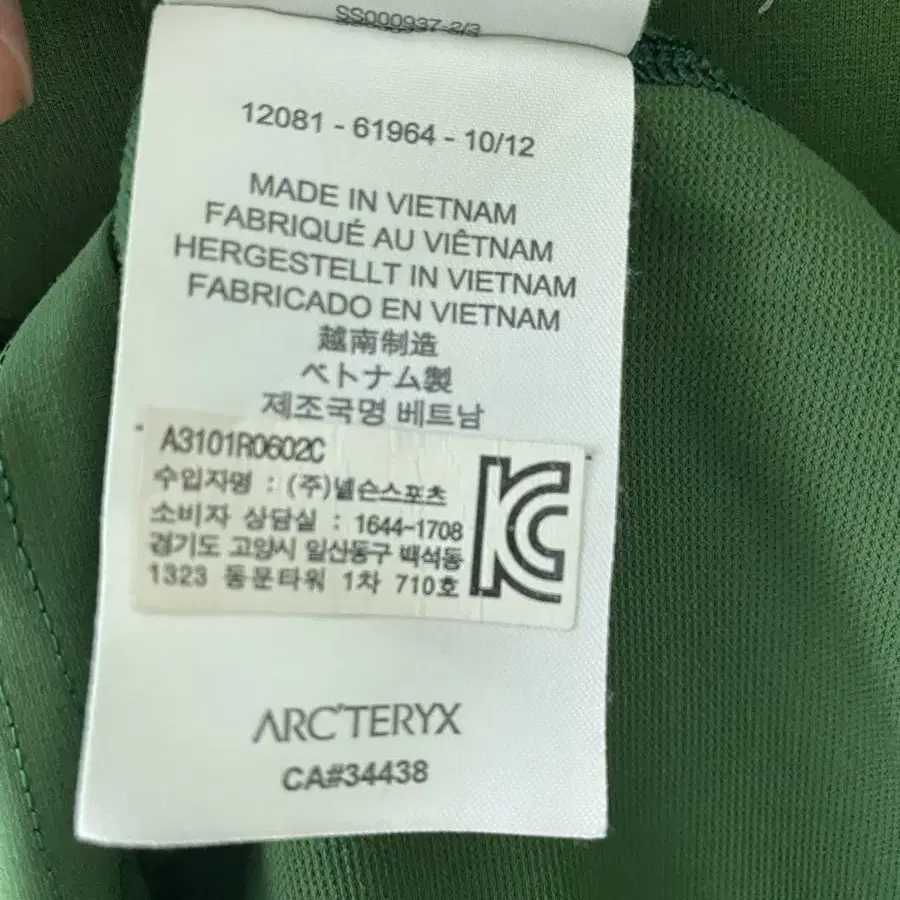 SS000937-2/3
12081 - 61964 - 10/12
MADE IN VIETNAM
FABRIQUÉ AU VIÊTNAM
HERGESTELLT IN VIETNAM
FABRICADO EN VIETNAM
越南制造
ベトナム製
제조국명 베트남
A3101R0602C
수입자명 : (주)넬슨스포츠
소비자 상담실 : 1644-1708
경기도 고양시 일산동구 백석동
1323 동문타워 1차 710호
ARC'TERYX
CA#34438